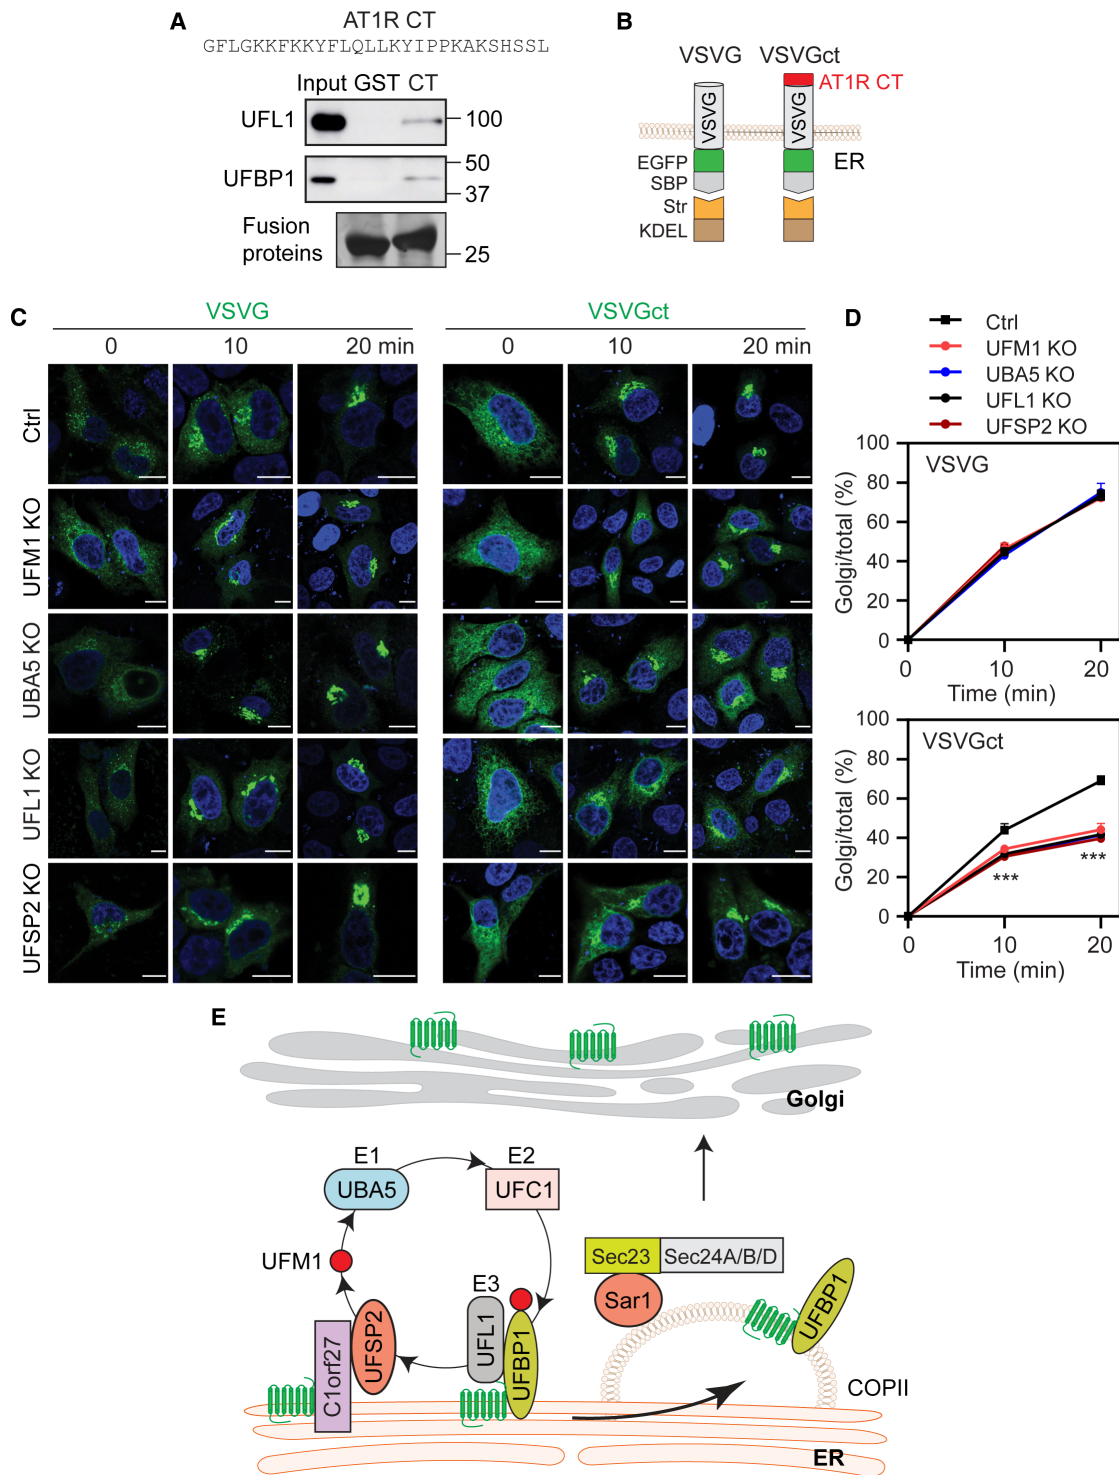 A
AT1R CT
GFLGKKFKKYFLQLLKYIPPKAKSHSSL
Input GST CT
UFL1
100
UFBP1
50
37
Fusion
proteins
25
B
VSVG VSVGct
AT1R CT
VSVG VSVG
EGFP
ER
SBP
Str
KDEL
C
VSVG VSVGct
0 10 20 min 0 10 20 min
Ctrl
UFM1 KO
UBA5 KO
UFL1 KO
UFSP2 KO
D
Ctrl
UFM1 KO
UBA5 KO
UFL1 KO
UFSP2 KO
VSVG
Golgi/total (%)
100
80
60
40
20
0
0 10 20
Time (min)
VSVGct
Golgi/total (%)
100
80
60
40
20
0
*** ***
0 10 20
Time (min)
E
Golgi
E1
UBA5
E2
UFC1
UFM1
E3
UFL1
UFBP1
UFSP2
C1orf27
Sec23 Sec24A/B/D
Sar1
UFBP1
COPII
ER